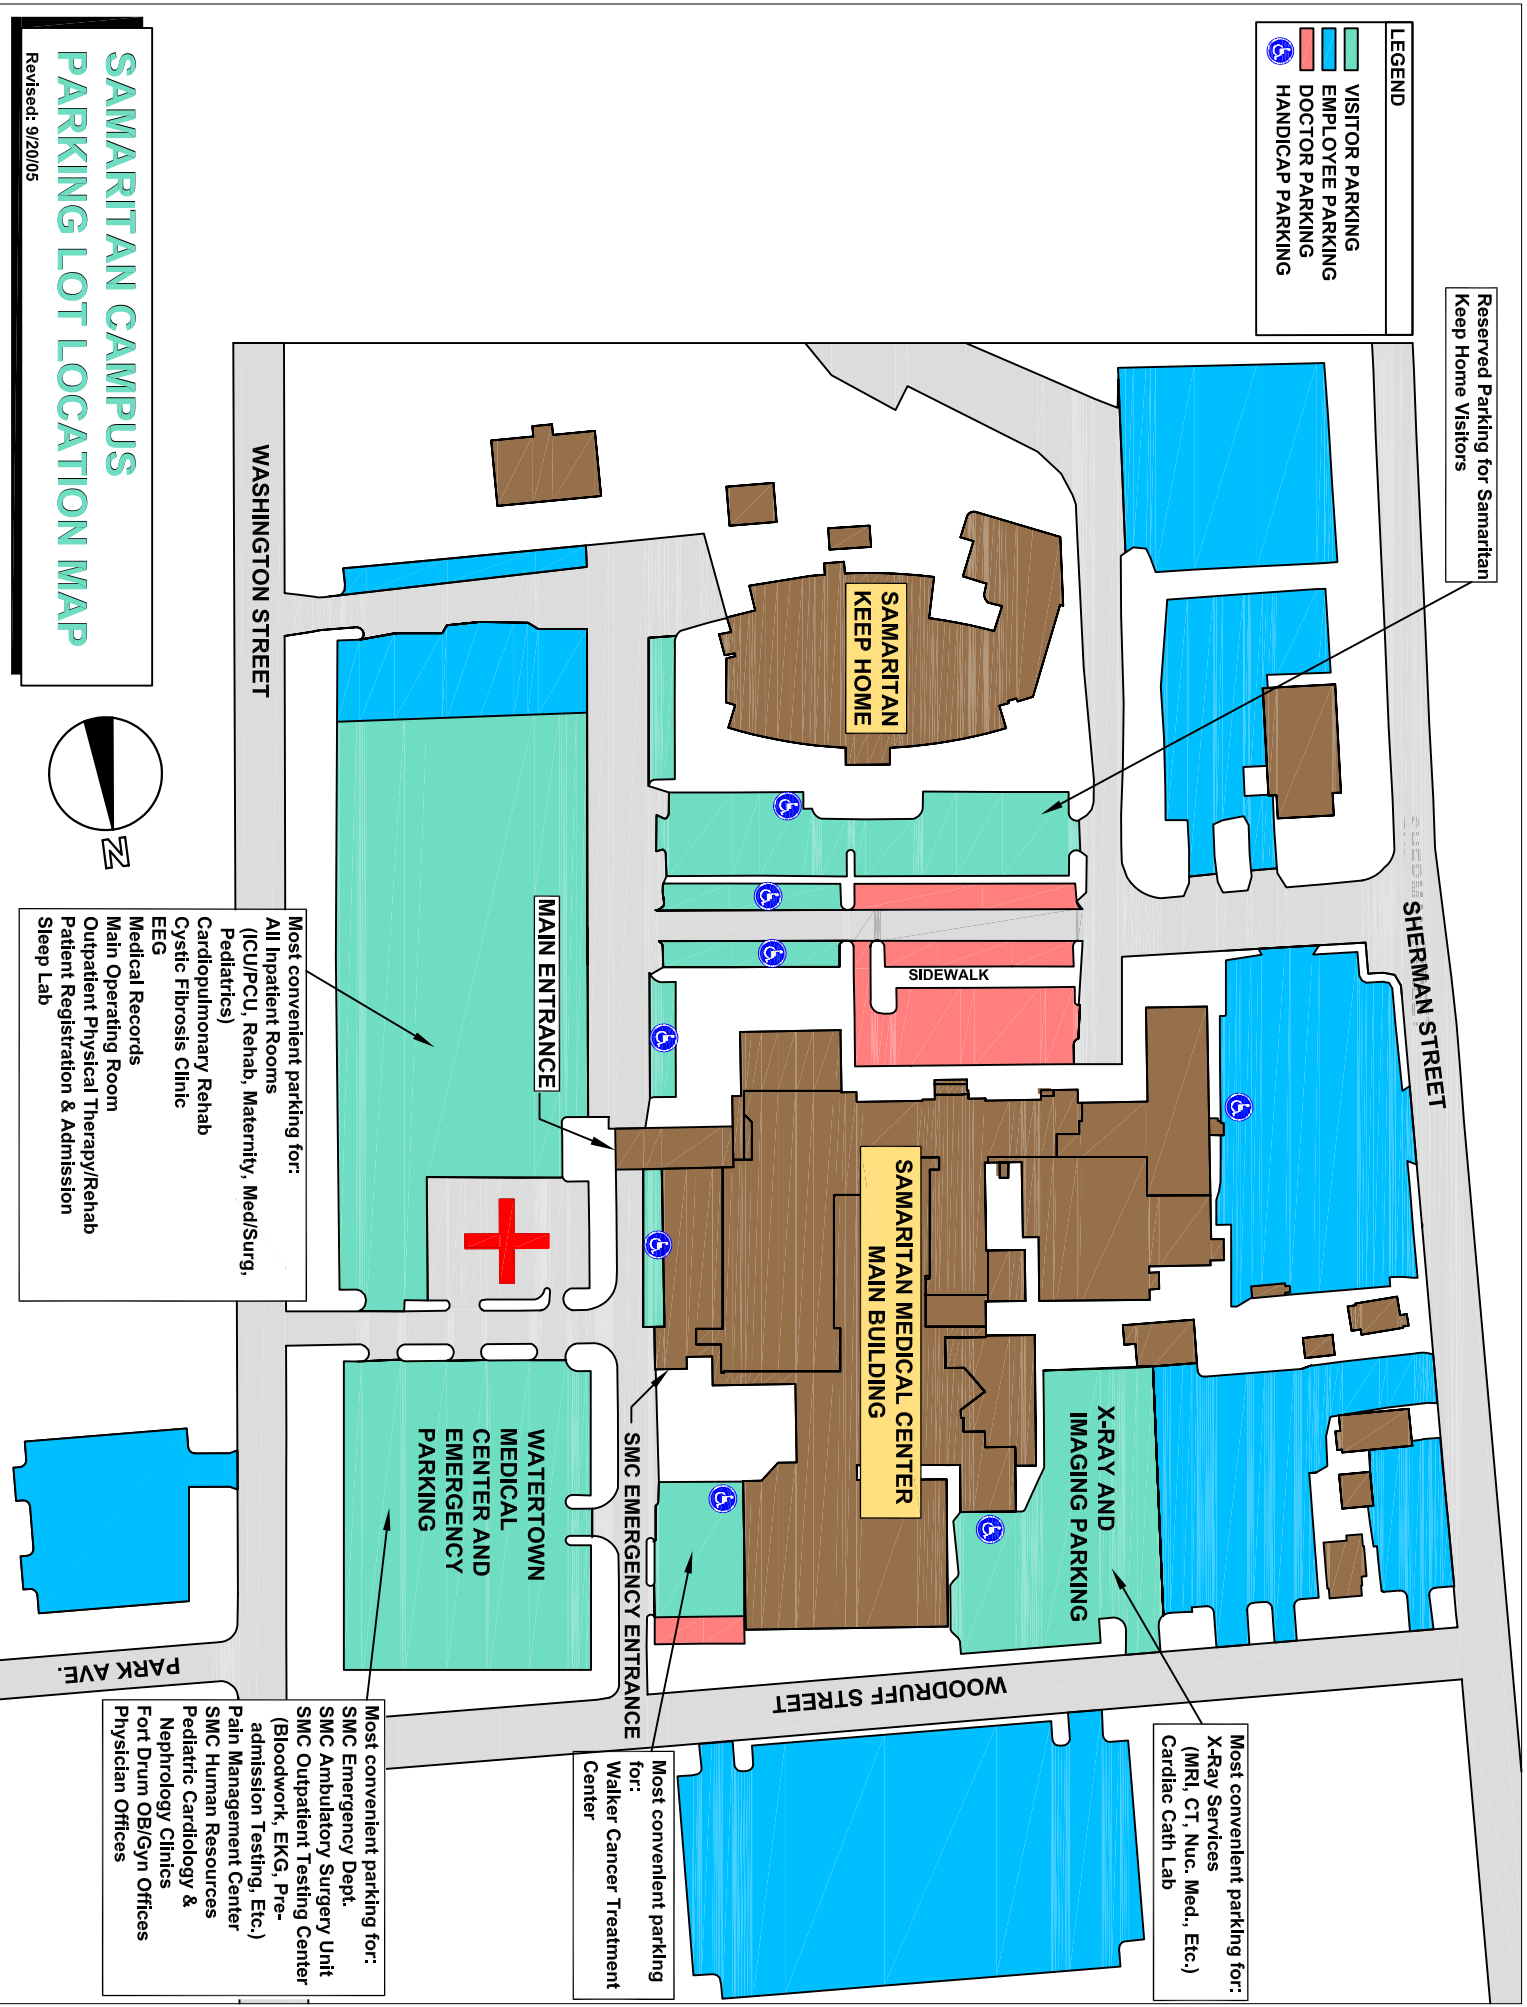 LEGEND
VISITOR PARKING
EMPLOYEE PARKING
DOCTOR PARKING
HANDICAP PARKING
Reserved Parking for Samaritan
Keep Home Visitors
SHERMAN STREET
SAMARITAN
KEEP HOME
SIDEWALK
SAMARITAN MEDICAL CENTER
MAIN BUILDING
X-RAY AND
IMAGING PARKING
Most convenient parking for:
X-Ray Services
(MRI, CT, Nuc. Med., Etc.)
Cardiac Cath Lab
WOODRUFF STREET
MAIN ENTRANCE
SMC EMERGENCY ENTRANCE
Most convenient parking
for:
Walker Cancer Treatment
Center
WATERTOWN
MEDICAL
CENTER AND
EMERGENCY
PARKING
WASHINGTON STREET
PARK AVE.
Most convenient parking for:
All Inpatient Rooms
(ICU/PCU, Rehab, Maternity, Med/Surg,
Pediatrics)
Cardiopulmonary Rehab
Cystic Fibrosis Clinic
EEG
Medical Records
Main Operating Room
Outpatient Physical Therapy/Rehab
Patient Registration & Admission
Sleep Lab
Most convenient parking for:
SMC Emergency Dept.
SMC Ambulatory Surgery Unit
SMC Outpatient Testing Center
(Bloodwork, EKG, Pre-
admission Testing, Etc.)
Pain Management Center
SMC Human Resources
Pediatric Cardiology &
Nephrology Clinics
Fort Drum OB/Gyn Offices
Physician Offices
N
SAMARITAN CAMPUS
PARKING LOT LOCATION MAP
Revised: 9/20/05